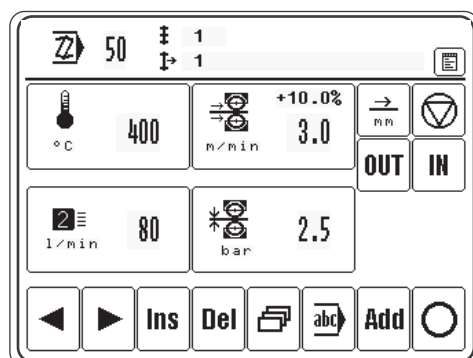 50 1
1
°C 400
m/min +10.0% 3.0
mm
OUT IN
2 l/min 80
bar 2.5
Ins Del abc Add